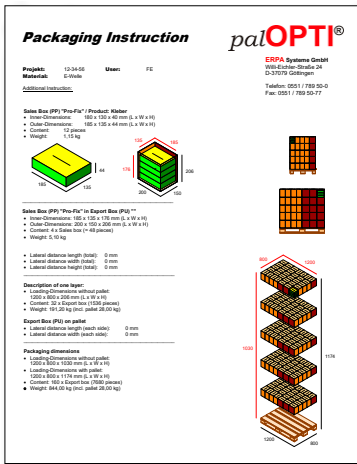 Packaging Instruction
palOPTI®
Projekt: 12-34-56 User: FE
Material: E-Welle
Additional Instruction:
ERPA Systeme GmbH
Willi-Eichler-Straße 24
D-37079 Göttingen
Telefon: 0551 / 789 50-0
Fax: 0551 / 789 50-77
Sales Box (PP) "Pro-Fix" / Product: Kleber
• Inner-Dimensions: 180 x 130 x 40 mm (L x W x H)
• Outer-Dimensions: 185 x 135 x 44 mm (L x W x H)
• Content: 12 pieces
• Weight: 1,15 kg
44
185
135
135
185
176
206
200
150
Sales Box (PP) "Pro-Fix" in Export Box (PU) ""
• Inner-Dimensions: 185 x 135 x 176 mm (L x W x H)
• Outer-Dimensions: 200 x 150 x 206 mm (L x W x H)
• Content: 4 x Sales box (= 48 pieces)
• Weight: 5,10 kg
• Lateral distance length (total): 0 mm
• Lateral distance width (total): 0 mm
• Lateral distance height (total): 0 mm
Description of one layer:
• Loading-Dimensions without pallet:
1200 x 800 x 206 mm (L x W x H)
• Content: 32 x Export box (1536 pieces)
• Weight: 191,20 kg (incl. pallet 28,00 kg)
Export Box (PU) on pallet
• Lateral distance length (each side): 0 mm
• Lateral distance width (each side): 0 mm
Packaging dimensions
• Loading-Dimensions without pallet:
1200 x 800 x 1030 mm (L x W x H)
• Loading-Dimensions with pallet:
1200 x 800 x 1174 mm (L x W x H)
• Content: 160 x Export box (7680 pieces)
• Weight: 844,00 kg (incl. pallet 28,00 kg)
800
1200
1030
1174
1200
800